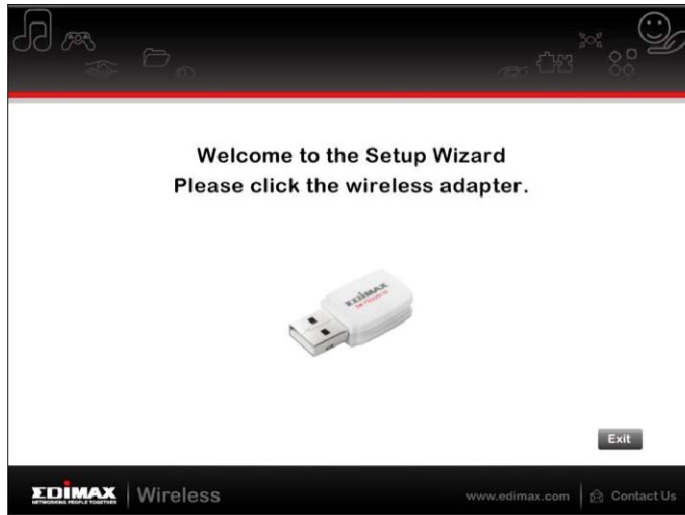 Welcome to the Setup Wizard
Please click the wireless adapter.
EDIMAX
Exit
EDIMAX
NETWORKING PEOPLE TOGETHER
Wireless
www.edimax.com
Contact Us